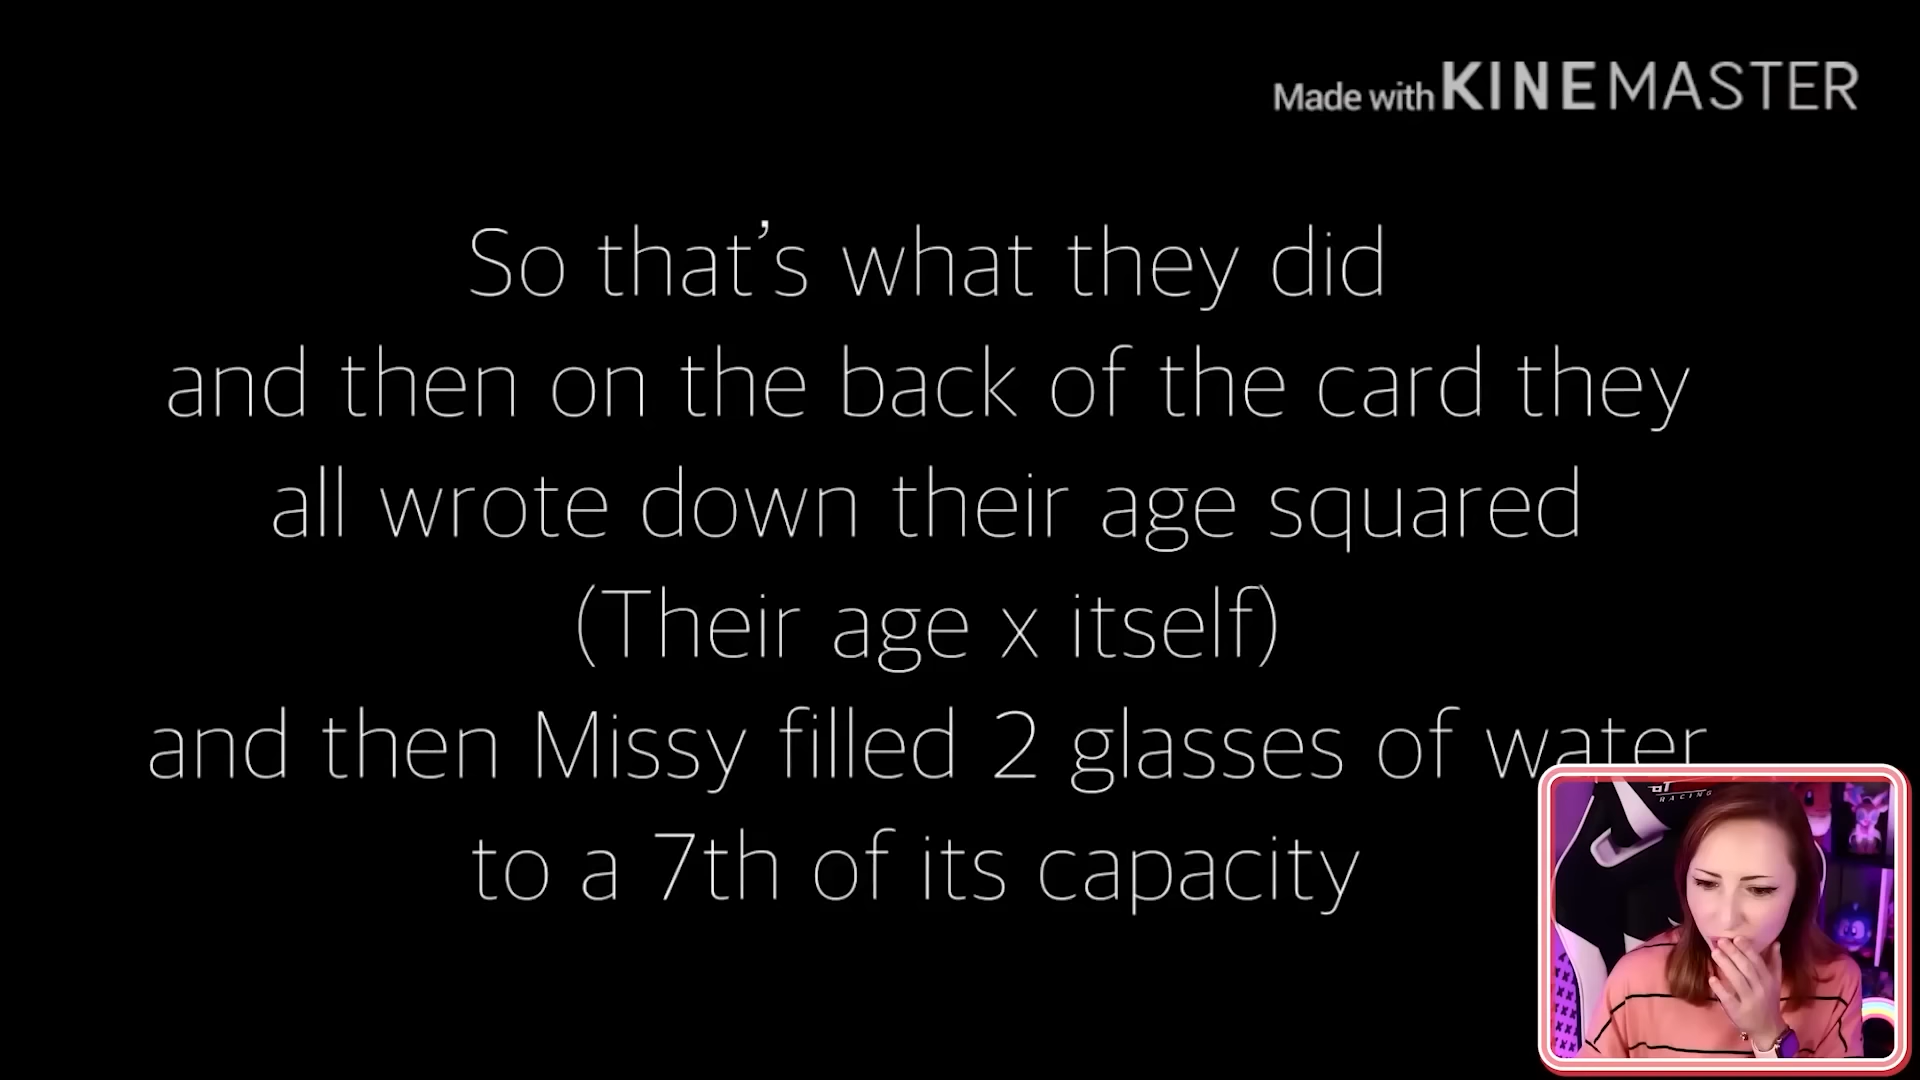 Made with KINEMASTER
So that's what they did
and then on the back of the card they
all wrote down their age squared
(Their age x itself)
and then Missy filled 2 glasses of water
to a 7th of its capacity
RACING